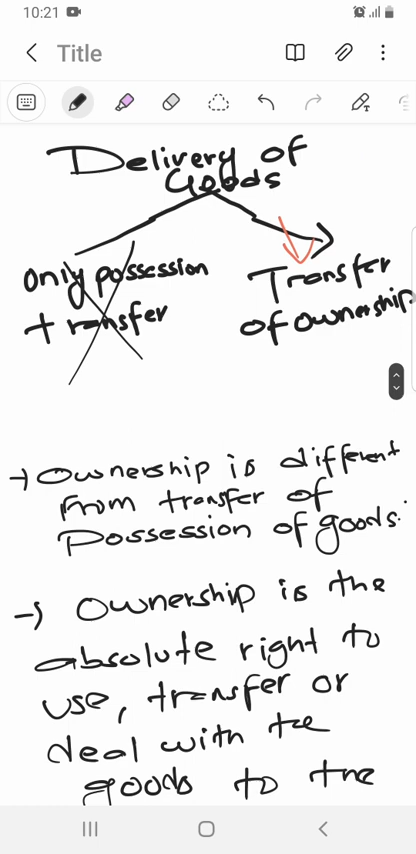 10:21
Title
Delivery of
Goods
Only possession
transfer
Transfer
of ownership
→ Ownership is different
from transfer of
Possession of goods.
→ Ownership is the
absolute right to
use, transfer or
deal with the
goods to the